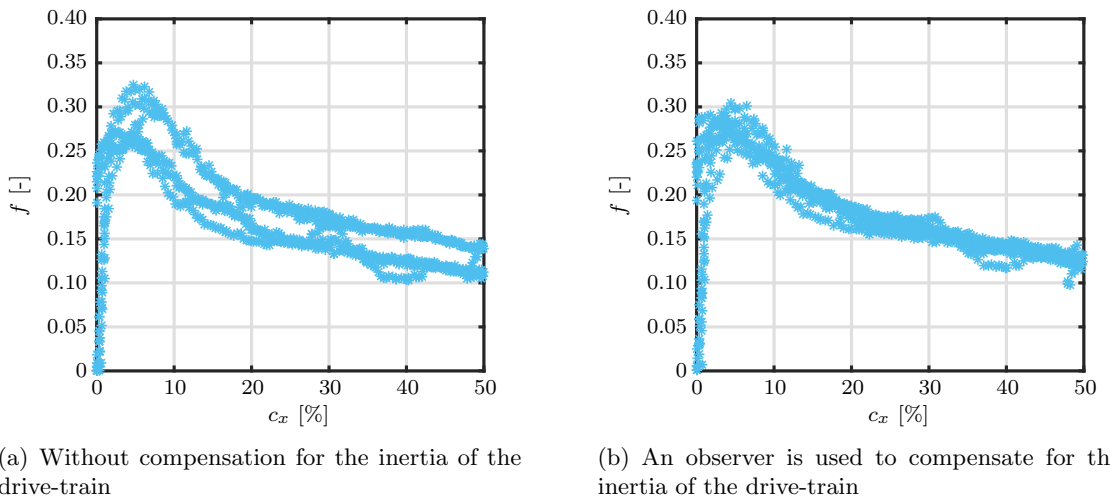 0.40
0.35
0.30
0.25
0.20
0.15
0.10
0.05
0
f [-]
0 10 20 30 40 50
c_x [%]
0.40
0.35
0.30
0.25
0.20
0.15
0.10
0.05
0
f [-]
0 10 20 30 40 50
c_x [%]
(a) Without compensation for the inertia of the
drive-train
(b) An observer is used to compensate for th
inertia of the drive-train